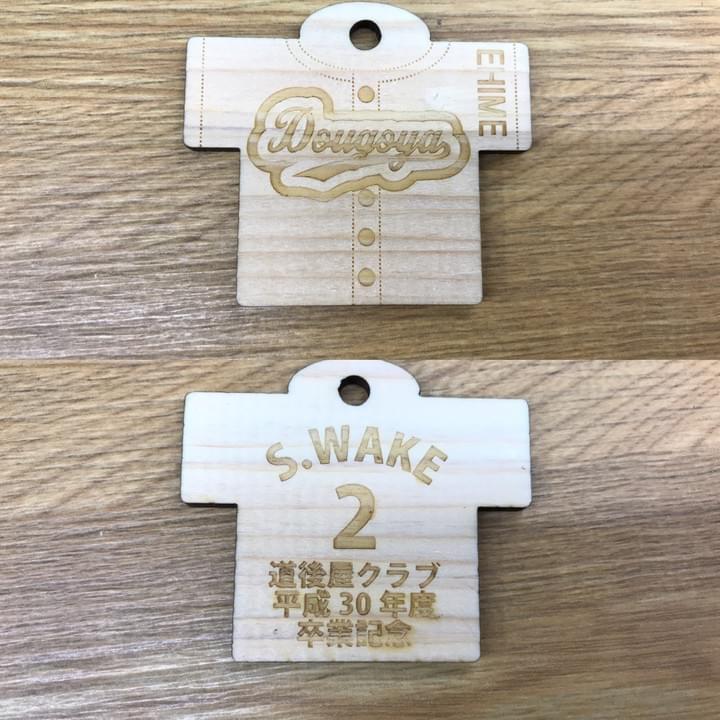 EHIME
Dougoya
S.WAKE
2
道後屋クラブ
平成30年度
卒業記念